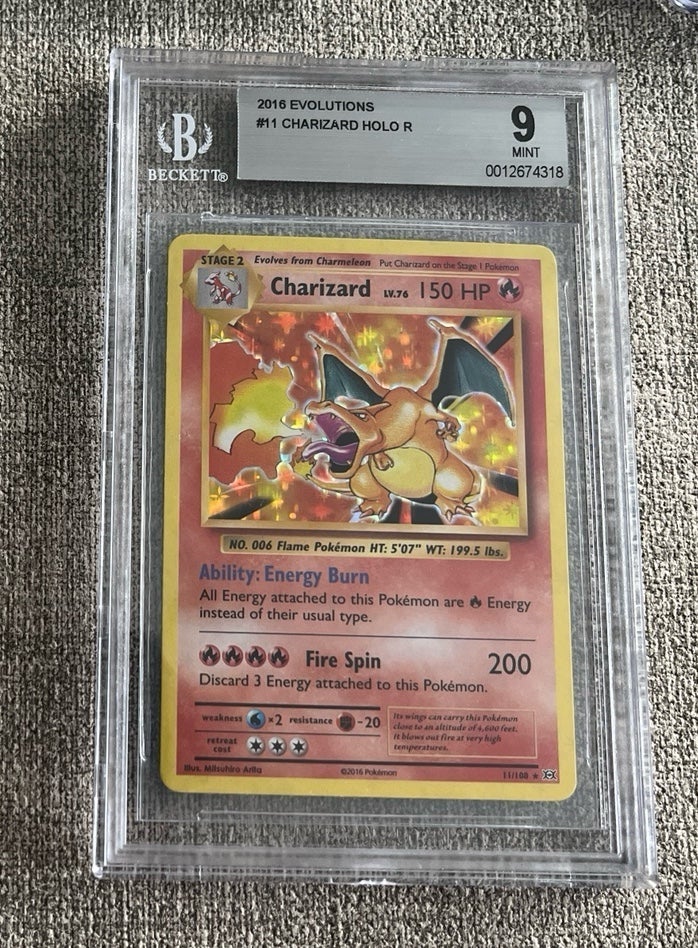 2016 EVOLUTIONS
#11 CHARIZARD HOLO R
9
MINT
0012674318
B
BECKETT®
STAGE 2 Evolves from Charmeleon Put Charizard on the Stage 1 Pokémon
Charizard LV.76 150 HP
NO. 006 Flame Pokémon HT: 5'07" WT: 199.5 lbs.
Ability: Energy Burn
All Energy attached to this Pokémon are Energy
instead of their usual type.
Fire Spin 200
Discard 3 Energy attached to this Pokémon.
weakness ×2 resistance -20
retreat
cost
Its wings can carry this Pokémon
close to an altitude of 4,600 feet.
It blows out fire at very high
temperatures.
Illus. Mitsuhiro Arita ©2016 Pokémon 11/108 ★